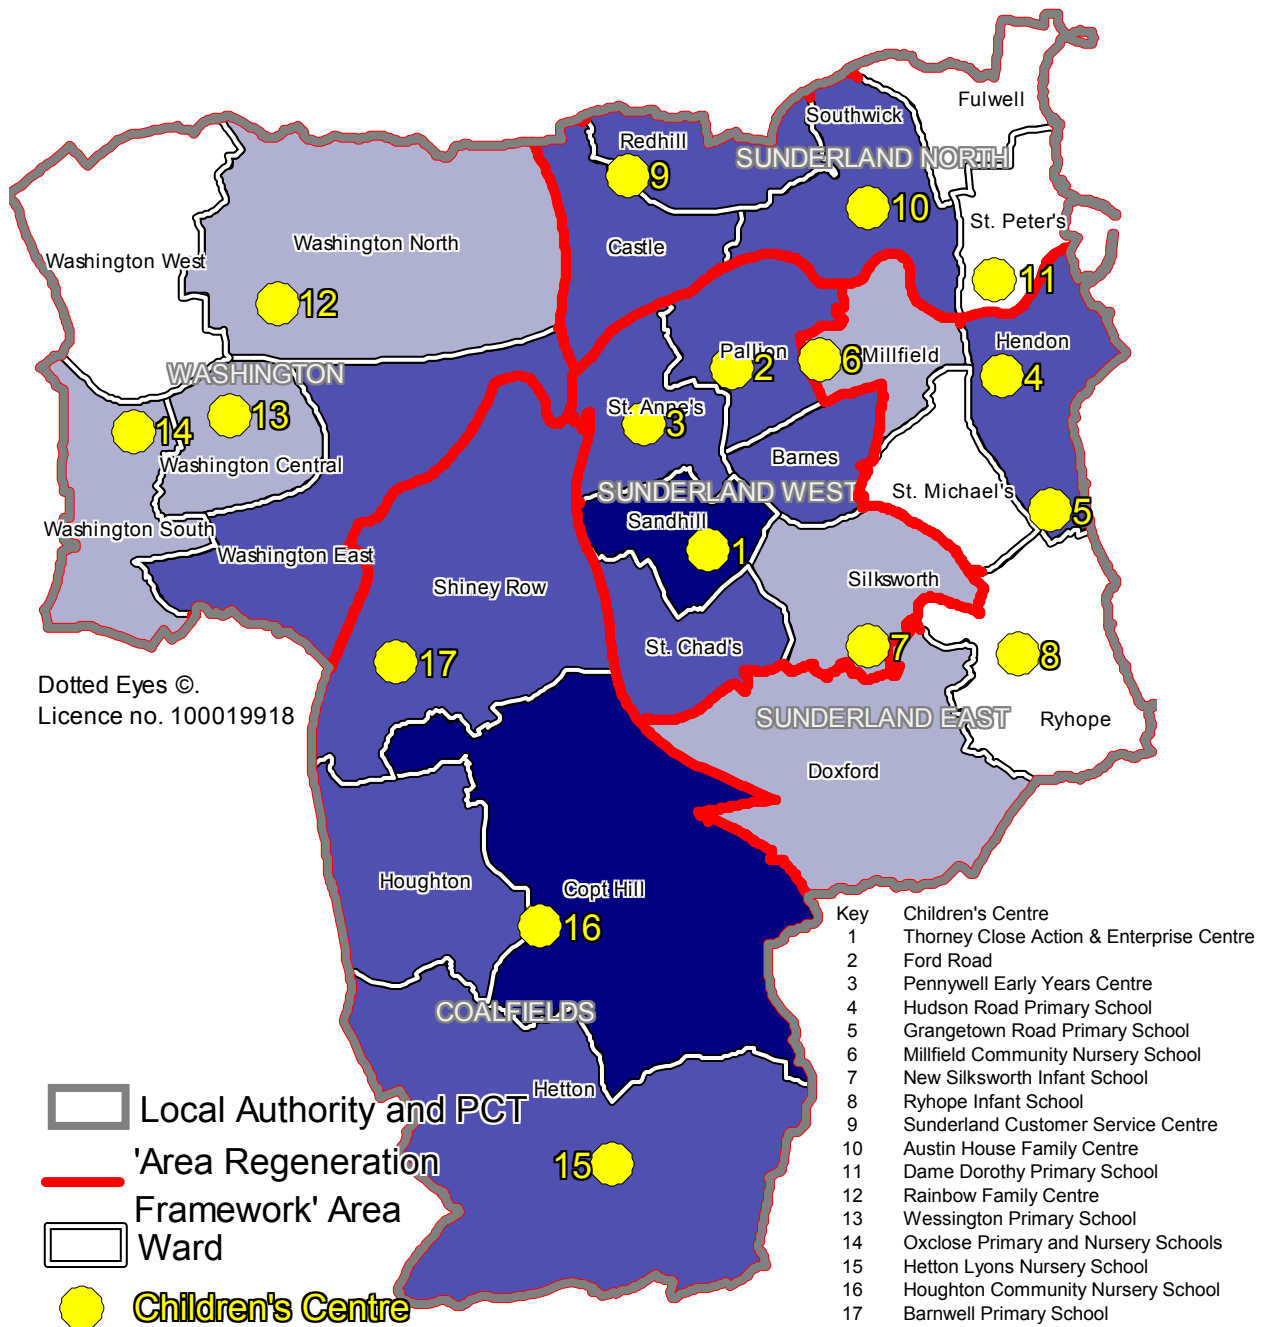 Fulwell
Southwick
Redhill
SUNDERLAND NORTH
9
10
St. Peter's
Castle
Washington North
Washington West
11
12
Hendon
Pallion
2
6
Millfield
WASHINGTON
4
St. Anne's
3
13
14
Barnes
Washington Central
St. Michael's
SUNDERLAND WEST
Sandhill
5
Washington South
Washington East
1
Silksworth
Shiney Row
St. Chad's
7
8
17
Dotted Eyes ©.
Licence no. 100019918
SUNDERLAND EAST
Ryhope
Doxford
Houghton
Copt Hill
16
COALFIELDS
Hetton
15
Local Authority and PCT
'Area Regeneration
Framework' Area
Ward
Children's Centre
Key Children's Centre
1 Thorney Close Action & Enterprise Centre
2 Ford Road
3 Pennywell Early Years Centre
4 Hudson Road Primary School
5 Grangetown Road Primary School
6 Millfield Community Nursery School
7 New Silksworth Infant School
8 Ryhope Infant School
9 Sunderland Customer Service Centre
10 Austin House Family Centre
11 Dame Dorothy Primary School
12 Rainbow Family Centre
13 Wessington Primary School
14 Oxclose Primary and Nursery Schools
15 Hetton Lyons Nursery School
16 Houghton Community Nursery School
17 Barnwell Primary School